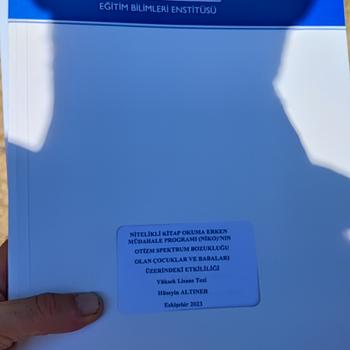 EĞİTİM BİLİMLERİ ENSTİTÜSÜ
NİTELİKLİ KİTAP OKUMA ERKEN
MÜDAHALE PROGRAMI (NİKO)'NIN
OTİZM SPEKTRUM BOZUKLUĞU
OLAN ÇOCUKLAR VE BABALARI
ÜZERİNDEKİ ETKİLİLİĞİ
Yüksek Lisans Tezi
Hüseyin ALTINER
Eskişehir 2023